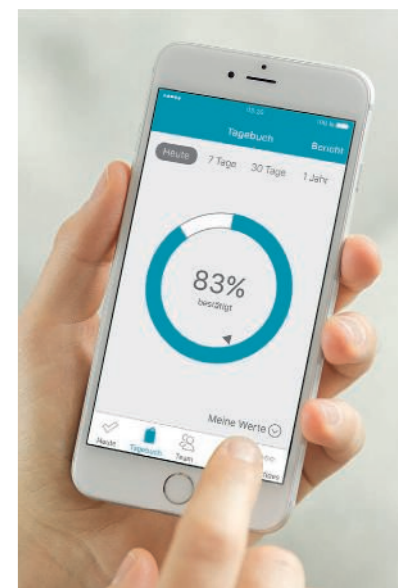 Tagebuch
Bericht
Heute
7 Tage
30 Tage
1 Jahr
83%
bestätigt
Meine Werte
Heute
Tagebuch
Team